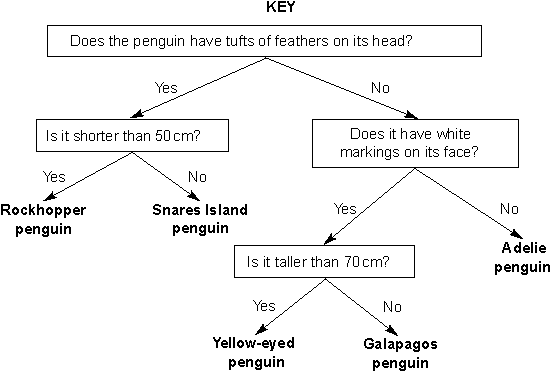 KEY
Does the penguin have tufts of feathers on its head?
Yes
No
Is it shorter than 50 cm?
Does it have white
markings on its face?
Yes
No
Yes
No
Rockhopper
penguin
Snares Island
penguin
Adelie
penguin
Is it taller than 70 cm?
Yes
No
Yellow-eyed
penguin
Galapagos
penguin